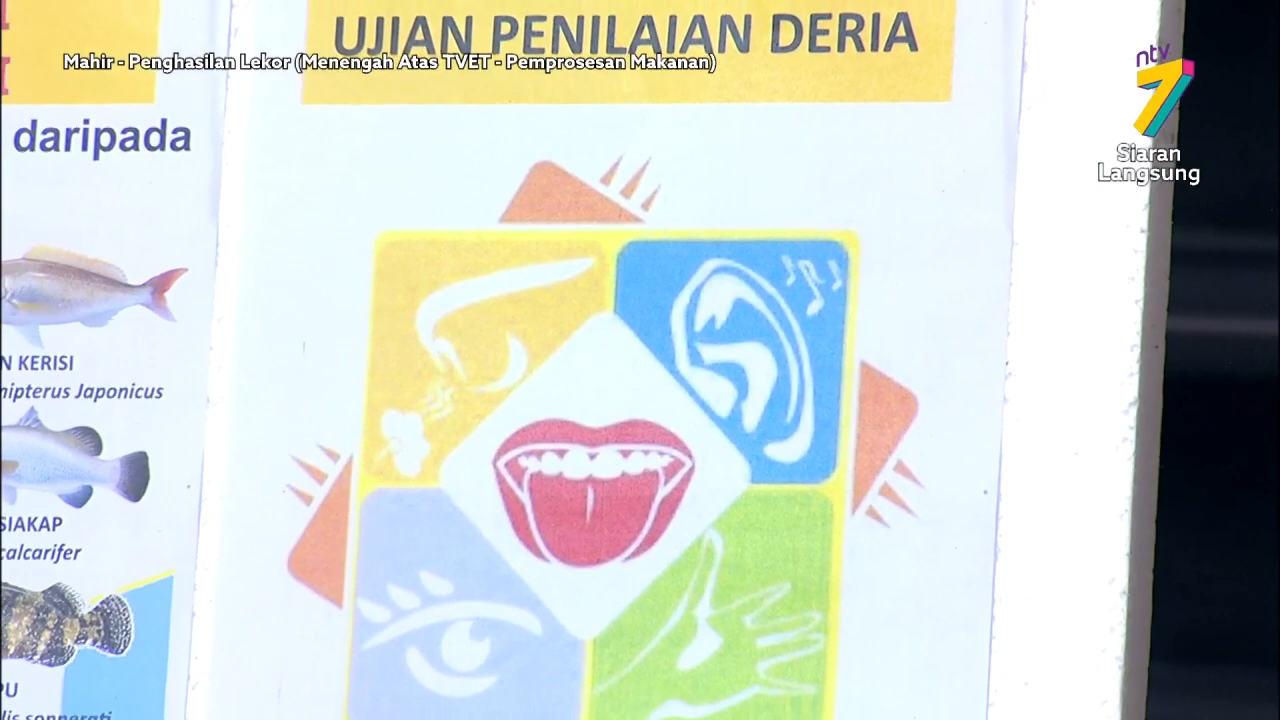 UJIAN PENILAIAN DERIA
Mahir - Penghasilan Lekor (Menengah Atas TVET - Pemprosesan Makanan)
ntv
7
Siaran
Langsung
daripada
KERISI
Japonicus
SIAKAP
calcarifer